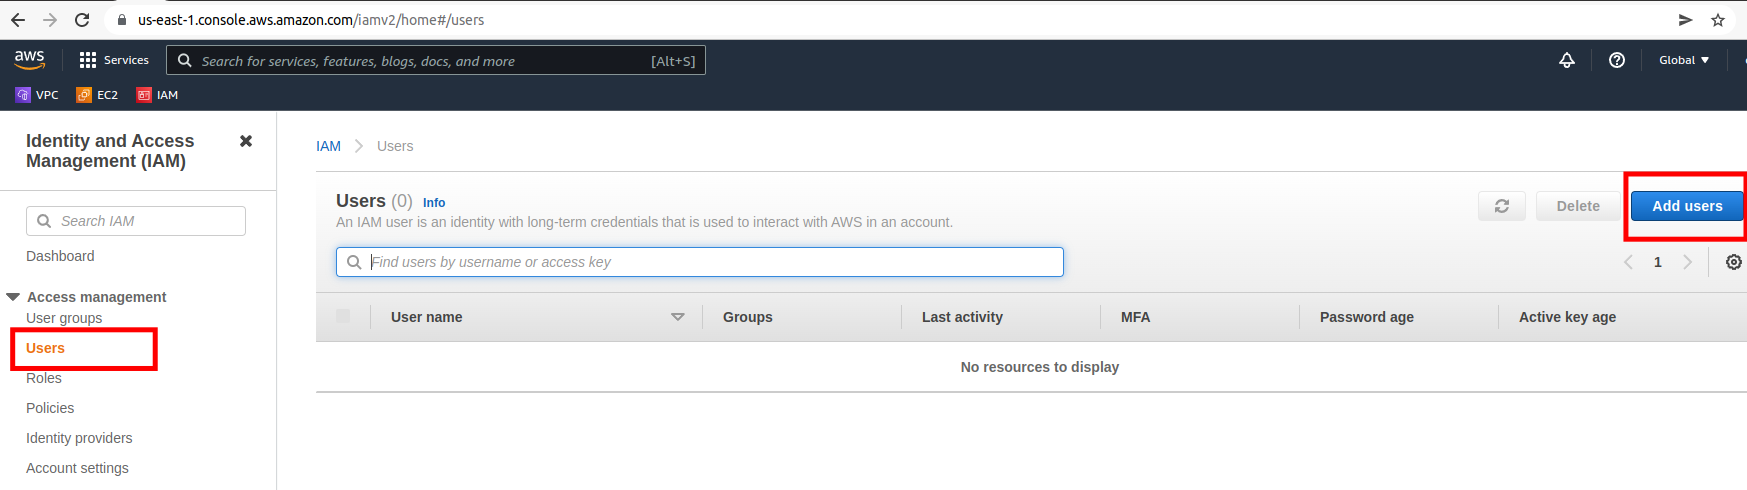 us-east-1.console.aws.amazon.com/iamv2/home#/users
aws Services Search for services, features, blogs, docs, and more [Alt+S] Global
VPC EC2 IAM
Identity and Access
Management (IAM)
Search IAM
Dashboard
Access management
User groups
Users
Roles
Policies
Identity providers
Account settings
IAM Users
Users (0) Info
An IAM user is an identity with long-term credentials that is used to interact with AWS in an account.
Delete Add users
Find users by username or access key
1
User name Groups Last activity MFA Password age Active key age
No resources to display